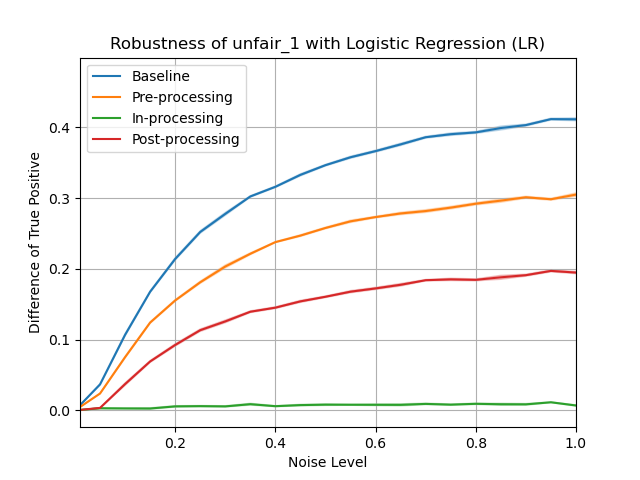 Robustness of unfair_1 with Logistic Regression (LR)
Baseline
Pre-processing
In-processing
Post-processing
Difference of True Positive
0.4
0.3
0.2
0.1
0.0
0.2
0.4
0.6
0.8
1.0
Noise Level